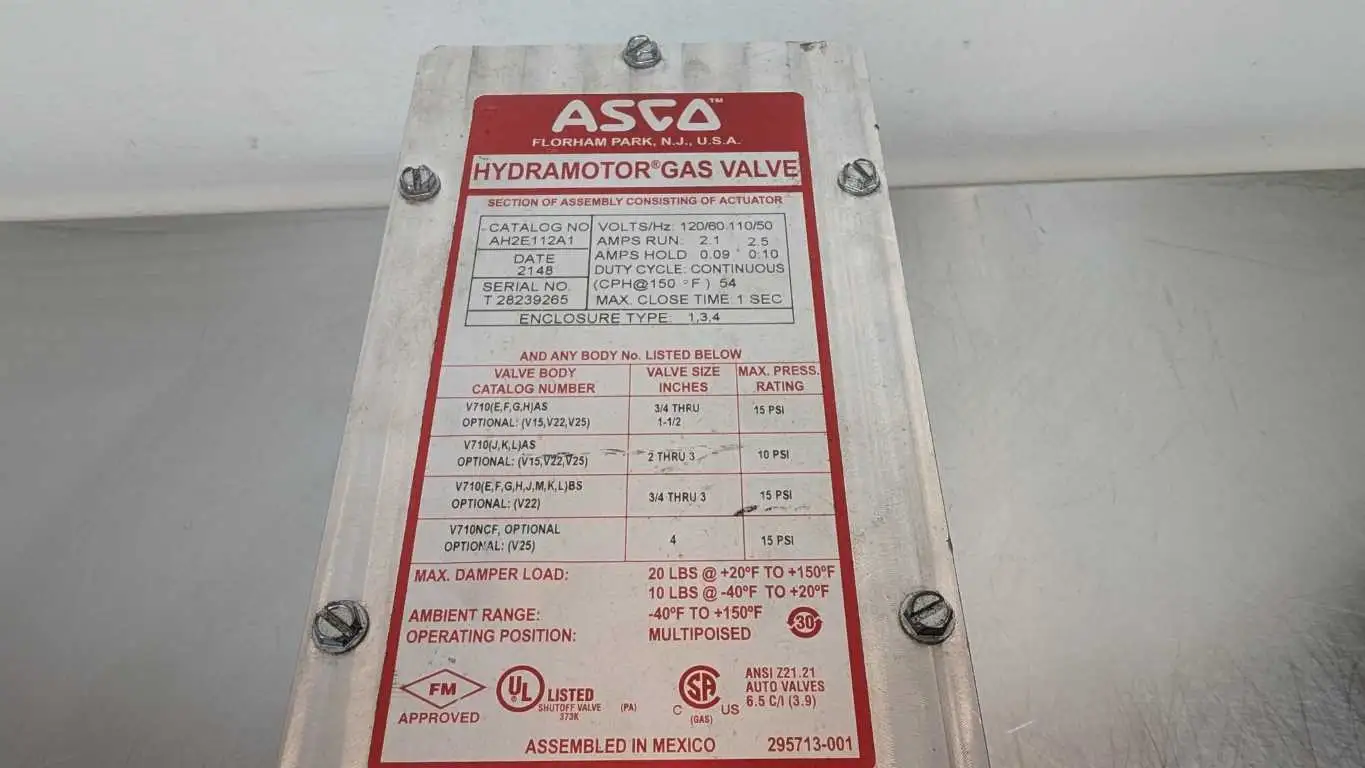 ASCO™
FLORHAM PARK, N.J., U.S.A.
HYDRAMOTOR® GAS VALVE
SECTION OF ASSEMBLY CONSISTING OF ACTUATOR
CATALOG NO
AH2E112A1
DATE
2148
SERIAL NO.
T 28239265
VOLTS/Hz: 120/60 110/50
AMPS RUN: 2.1 2.5
AMPS HOLD 0.09 0.10
DUTY CYCLE: CONTINUOUS
(CPH@150 °F) 54
MAX. CLOSE TIME: 1 SEC
ENCLOSURE TYPE: 1,3,4
AND ANY BODY No. LISTED BELOW
VALVE BODY CATALOG NUMBER VALVE SIZE INCHES MAX. PRESS. RATING
V710(E,F,G,H)AS
OPTIONAL: (V15,V22,V25)
3/4 THRU
1-1/2
15 PSI
V710(J,K,L)AS
OPTIONAL: (V15,V22,V25)
2 THRU 3
10 PSI
V710(E,F,G,H,J,M,K,L)BS
OPTIONAL: (V22)
3/4 THRU 3
15 PSI
V710NCF, OPTIONAL
OPTIONAL: (V25)
4
15 PSI
MAX. DAMPER LOAD: 20 LBS @ +20°F TO +150°F
10 LBS @ -40°F TO +20°F
AMBIENT RANGE: -40°F TO +150°F
OPERATING POSITION: MULTIPOISED
30
FM
APPROVED
UL
LISTED
SHUTOFF VALVE
373K
(PA)
SA
C US
(GAS)
ANSI Z21.21
AUTO VALVES
6.5 C/I (3.9)
ASSEMBLED IN MEXICO 295713-001